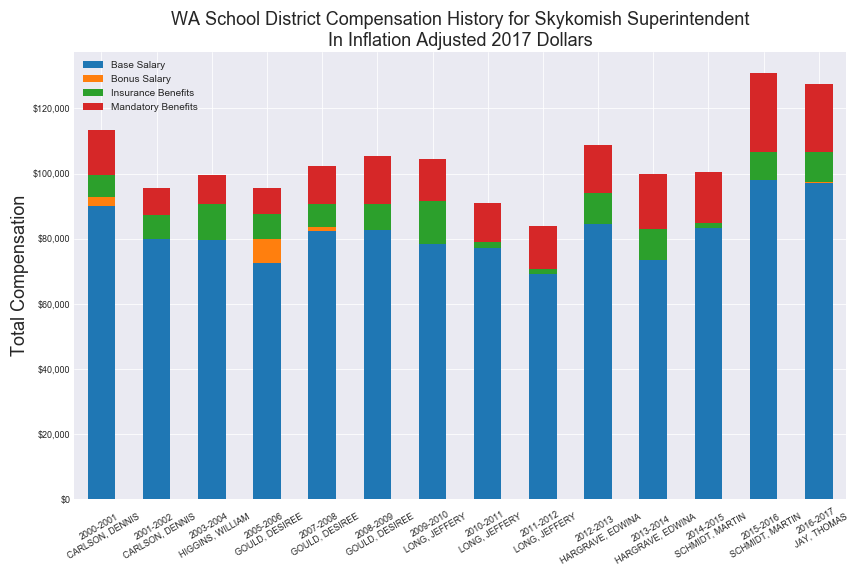 WA School District Compensation History for Skykomish Superintendent
In Inflation Adjusted 2017 Dollars
Base Salary
Bonus Salary
Insurance Benefits
Mandatory Benefits
Total Compensation
$120,000
$100,000
$80,000
$60,000
$40,000
$20,000
$0
2000-2001
CARLSON, DENNIS
2001-2002
CARLSON, DENNIS
2003-2004
HIGGINS, WILLIAM
2005-2006
GOULD, DESIREE
2007-2008
GOULD, DESIREE
2008-2009
GOULD, DESIREE
2009-2010
LONG, JEFFERY
2010-2011
LONG, JEFFERY
2011-2012
LONG, JEFFERY
2012-2013
HARGRAVE, EDWINA
2013-2014
HARGRAVE, EDWINA
2014-2015
SCHMIDT, MARTIN
2015-2016
SCHMIDT, MARTIN
2016-2017
JAY, THOMAS